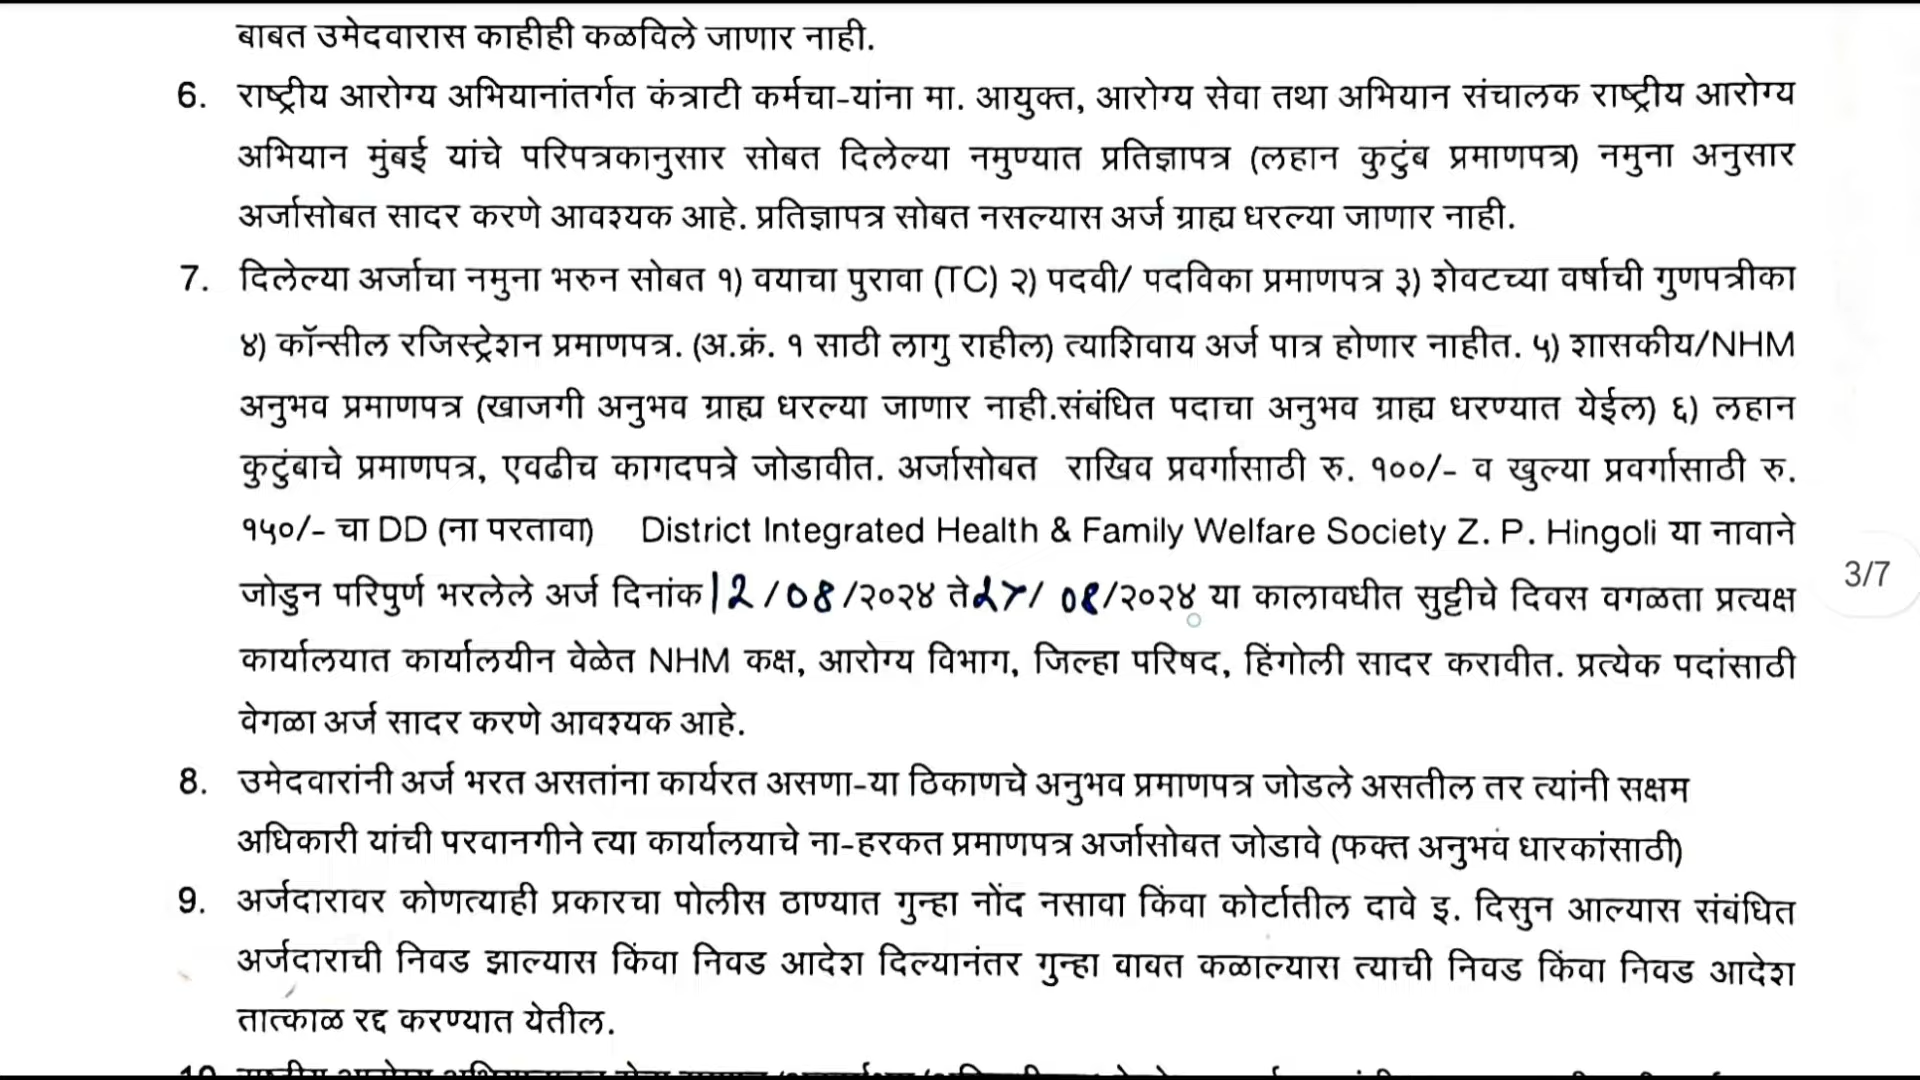 बाबत उमेदवारास काहीही कळविले जाणार नाही.
6. राष्ट्रीय आरोग्य अभियानांतर्गत कंत्राटी कर्मचा-यांना मा. आयुक्त, आरोग्य सेवा तथा अभियान संचालक राष्ट्रीय आरोग्य
अभियान मुंबई यांचे परिपत्रकानुसार सोबत दिलेल्या नमुण्यात प्रतिज्ञापत्र (लहान कुटुंब प्रमाणपत्र) नमुना अनुसार
अर्जासोबत सादर करणे आवश्यक आहे. प्रतिज्ञापत्र सोबत नसल्यास अर्ज ग्राह्य धरल्या जाणार नाही.
7. दिलेल्या अर्जाचा नमुना भरुन सोबत १) वयाचा पुरावा (TC) २) पदवी/ पदविका प्रमाणपत्र ३) शेवटच्या वर्षाची गुणपत्रीका
४) कॉन्सील रजिस्ट्रेशन प्रमाणपत्र. (अ.क्रं. १ साठी लागु राहील) त्याशिवाय अर्ज पात्र होणार नाहीत. ५) शासकीय/NHM
अनुभव प्रमाणपत्र (खाजगी अनुभव ग्राह्य धरल्या जाणार नाही.संबंधित पदाचा अनुभव ग्राह्य धरण्यात येईल) ६) लहान
कुटुंबाचे प्रमाणपत्र, एवढीच कागदपत्रे जोडावीत. अर्जासोबत राखिव प्रवर्गासाठी रु. १००/- व खुल्या प्रवर्गासाठी रु.
१५०/- चा DD (ना परतावा) District Integrated Health & Family Welfare Society Z. P. Hingoli या नावाने
जोडुन परिपुर्ण भरलेले अर्ज दिनांक 12/08/२०२४ ते / 08/२०२४ या कालावधीत सुट्टीचे दिवस वगळता प्रत्यक्ष
3/7
कार्यालयात कार्यालयीन वेळेत NHM कक्ष, आरोग्य विभाग, जिल्हा परिषद, हिंगोली सादर करावीत. प्रत्येक पदांसाठी
वेगळा अर्ज सादर करणे आवश्यक आहे.
8. उमेदवारांनी अर्ज भरत असतांना कार्यरत असणा-या ठिकाणचे अनुभव प्रमाणपत्र जोडले असतील तर त्यांनी सक्षम
अधिकारी यांची परवानगीने त्या कार्यालयाचे ना-हरकत प्रमाणपत्र अर्जासोबत जोडावे (फक्त अनुभव धारकांसाठी)
9. अर्जदारावर कोणत्याही प्रकारचा पोलीस ठाण्यात गुन्हा नोंद नसावा किंवा कोर्टातील दावे इ. दिसुन आल्यास संबंधित
अर्जदाराची निवड झाल्यास किंवा निवड आदेश दिल्यानंतर गुन्हा वावत कळाल्यास त्याची निवड किंवा निवड आदेश
तात्काळ रद्द करण्यात येतील.